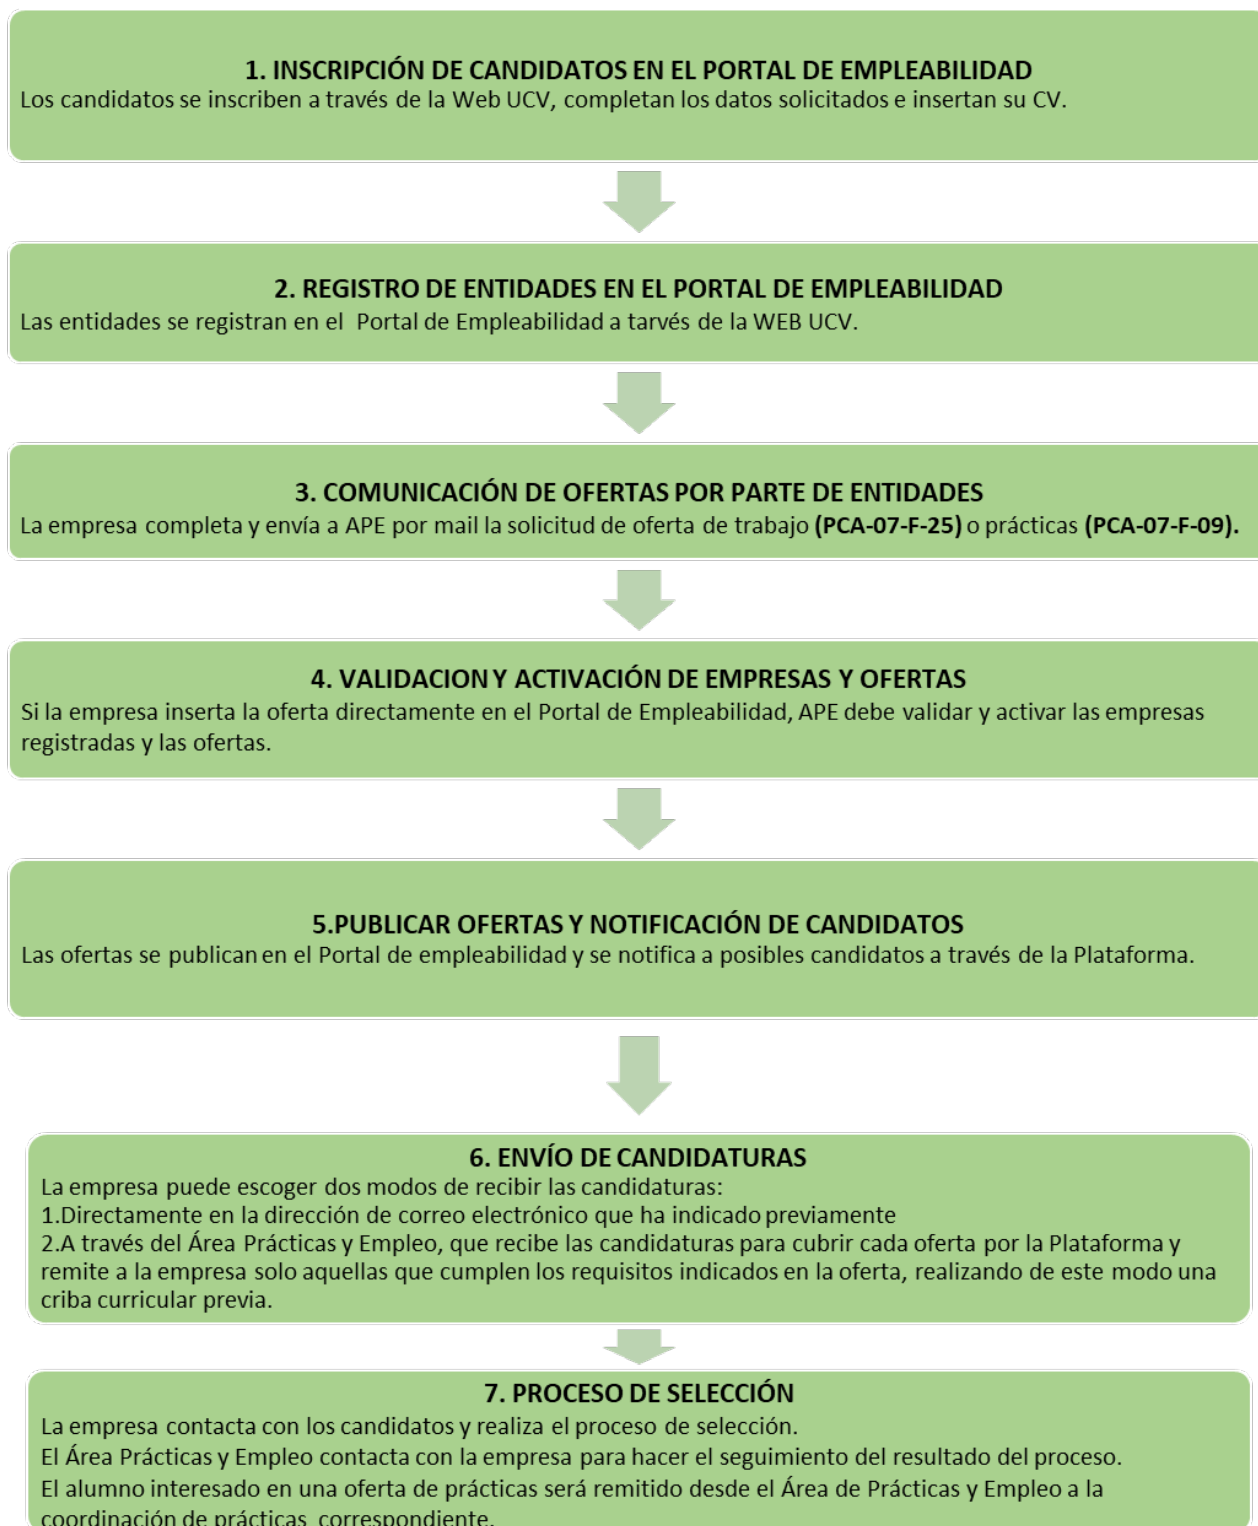 1. INSCRIPCIÓN DE CANDIDATOS EN EL PORTAL DE EMPLEABILIDAD
Los candidatos se inscriben a través de la Web UCV, completan los datos solicitados e insertan su CV.
2. REGISTRO DE ENTIDADES EN EL PORTAL DE EMPLEABILIDAD
Las entidades se registran en el Portal de Empleabilidad a tarvés de la WEB UCV.
3. COMUNICACIÓN DE OFERTAS POR PARTE DE ENTIDADES
La empresa completa y envía a APE por mail la solicitud de oferta de trabajo (PCA-07-F-25) o prácticas (PCA-07-F-09).
4. VALIDACION Y ACTIVACIÓN DE EMPRESAS Y OFERTAS
Si la empresa inserta la oferta directamente en el Portal de Empleabilidad, APE debe validar y activar las empresas
registradas y las ofertas.
5.PUBLICAR OFERTAS Y NOTIFICACIÓN DE CANDIDATOS
Las ofertas se publican en el Portal de empleabilidad y se notifica a posibles candidatos a través de la Plataforma.
6. ENVÍO DE CANDIDATURAS
La empresa puede escoger dos modos de recibir las candidaturas:
1.Directamente en la dirección de correo electrónico que ha indicado previamente
2.A través del Área Prácticas y Empleo, que recibe las candidaturas para cubrir cada oferta por la Plataforma y
remite a la empresa solo aquellas que cumplen los requisitos indicados en la oferta, realizando de este modo una
criba curricular previa.
7. PROCESO DE SELECCIÓN
La empresa contacta con los candidatos y realiza el proceso de selección.
El Área Prácticas y Empleo contacta con la empresa para hacer el seguimiento del resultado del proceso.
El alumno interesado en una oferta de prácticas será remitido desde el Área de Prácticas y Empleo a la
coordinación de prácticas correspondiente.